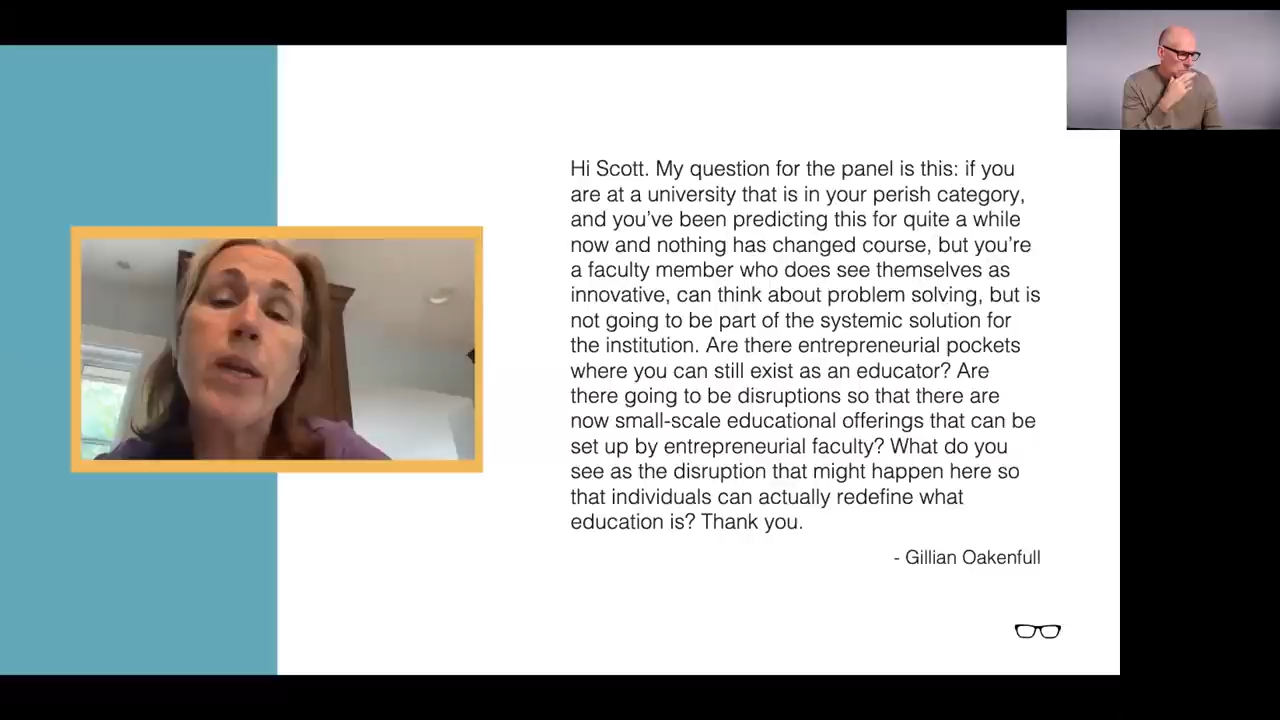 Hi Scott. My question for the panel is this: if you
are at a university that is in your perish category,
and you've been predicting this for quite a while
now and nothing has changed course, but you're
a faculty member who does see themselves as
innovative, can think about problem solving, but is
not going to be part of the systemic solution for
the institution. Are there entrepreneurial pockets
where you can still exist as an educator? Are
there going to be disruptions so that there are
now small-scale educational offerings that can be
set up by entrepreneurial faculty? What do you
see as the disruption that might happen here so
that individuals can actually redefine what
education is? Thank you.
- Gillian Oakenfull